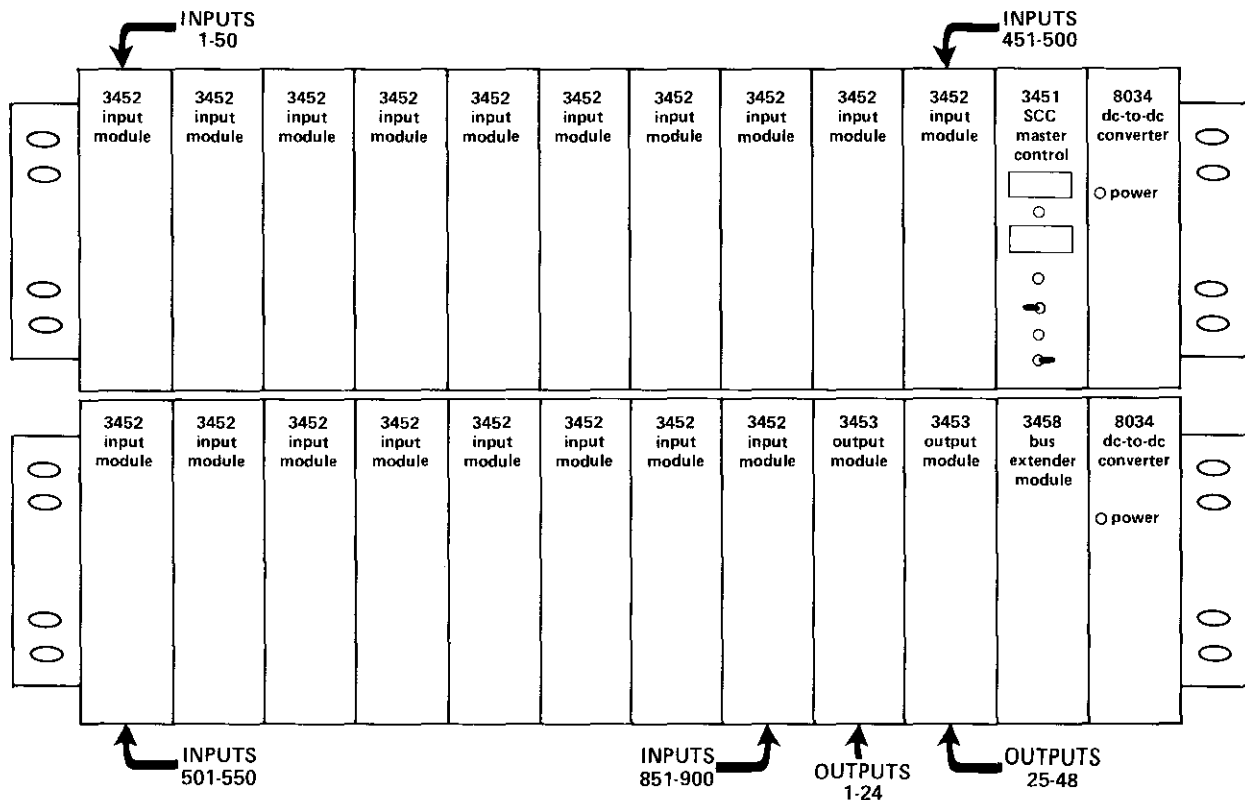 INPUTS
1-50
INPUTS
451-500
3452
input
module
3452
input
module
3452
input
module
3452
input
module
3452
input
module
3452
input
module
3452
input
module
3452
input
module
3452
input
module
3452
input
module
3451
SCC
master
control
8034
dc-to-dc
converter
power
3452
input
module
3452
input
module
3452
input
module
3452
input
module
3452
input
module
3452
input
module
3452
input
module
3452
input
module
3453
output
module
3453
output
module
3458
bus
extender
module
8034
dc-to-dc
converter
power
INPUTS
501-550
INPUTS
851-900
OUTPUTS
1-24
OUTPUTS
25-48